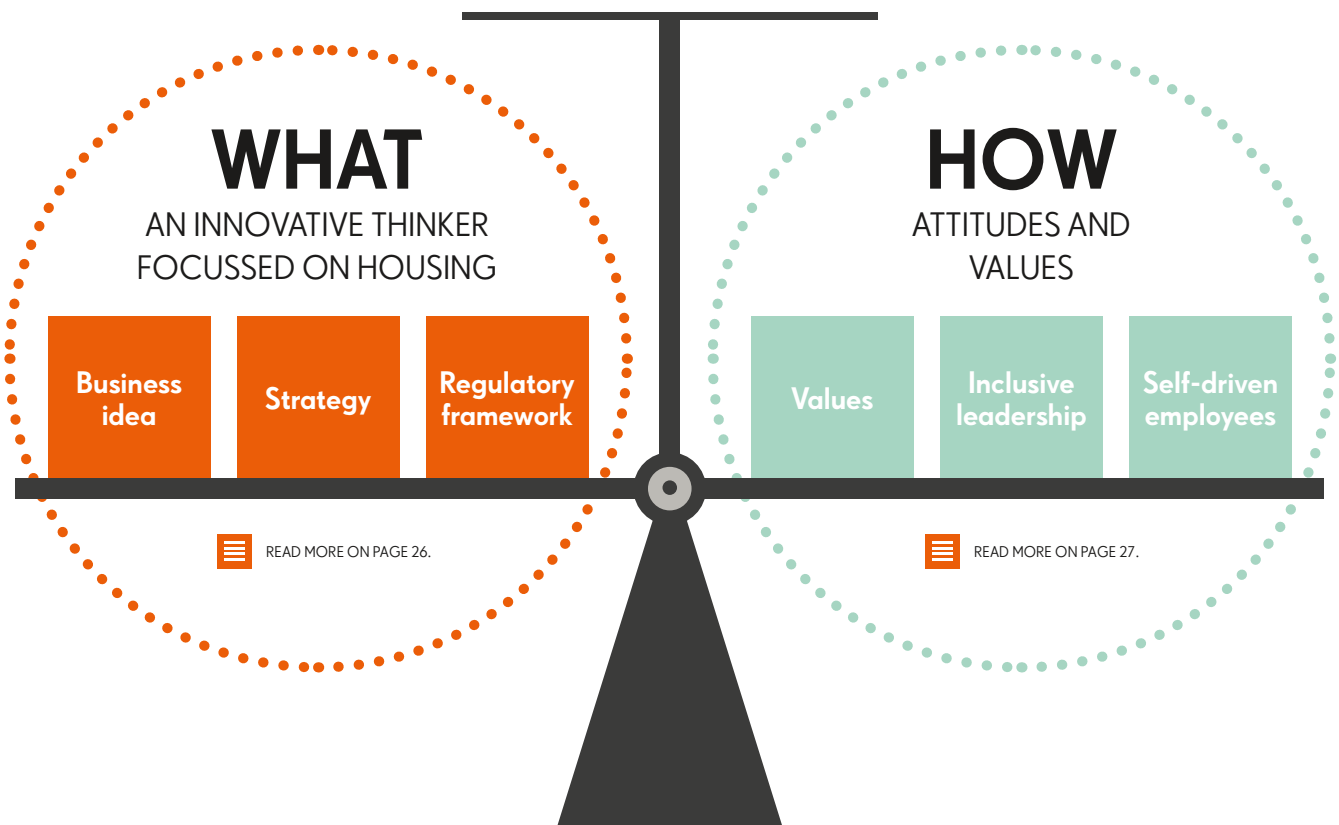 WHAT
AN INNOVATIVE THINKER
FOCUSSED ON HOUSING
Business
idea
Strategy
Regulatory
framework
READ MORE ON PAGE 26.
HOW
ATTITUDES AND
VALUES
Values
Inclusive
leadership
Self-driven
employees
READ MORE ON PAGE 27.